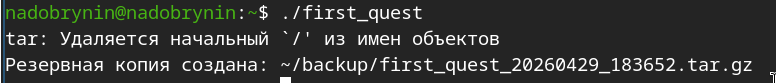 nadobrynin@nadobrynin:~$ ./first_quest
tar: Удаляется начальный `/' из имен объектов
Резервная копия создана: ~/backup/first_quest_20260429_183652.tar.gz